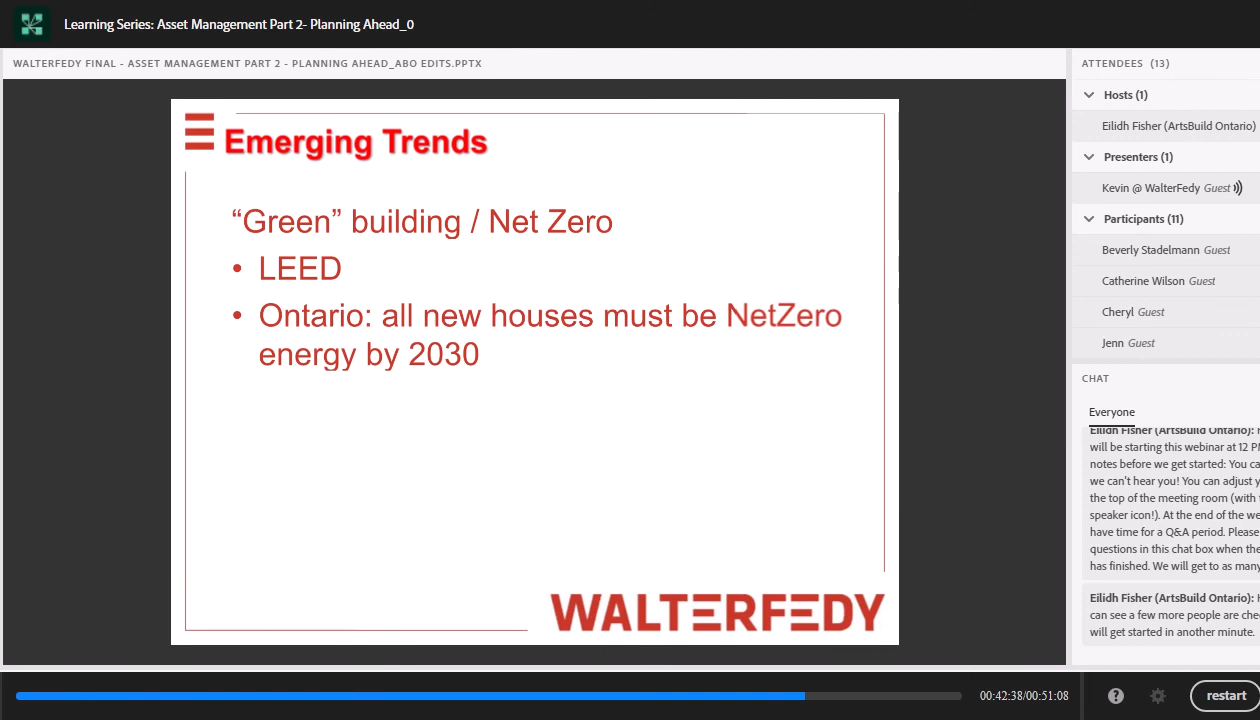 Learning Series: Asset Management Part 2- Planning Ahead_0
WALTERFEDY FINAL - ASSET MANAGEMENT PART 2 - PLANNING AHEAD_ABO EDITS.PPTX
Emerging Trends
“Green” building / Net Zero
• LEED
• Ontario: all new houses must be NetZero
energy by 2030
WALTERFEDY
ATTENDEES (13)
Hosts (1)
Eilidh Fisher (ArtsBuild Ontario)
Presenters (1)
Kevin @ WalterFedy Guest
Participants (11)
Beverly Stadelmann Guest
Catherine Wilson Guest
Cheryl Guest
Jenn Guest
CHAT
Everyone
Eilidh Fisher (ArtsBuild Ontario):
will be starting this webinar at 12
notes before we get started: You
we can't hear you! You can adjust
the top of the meeting room (with
speaker icon!). At the end of the
have time for a Q&A period. Please
questions in this chat box when
has finished. We will get to as many
Eilidh Fisher (ArtsBuild Ontario):
can see a few more people are
will get started in another minute.
00:42:38/00:51:08
?
restart